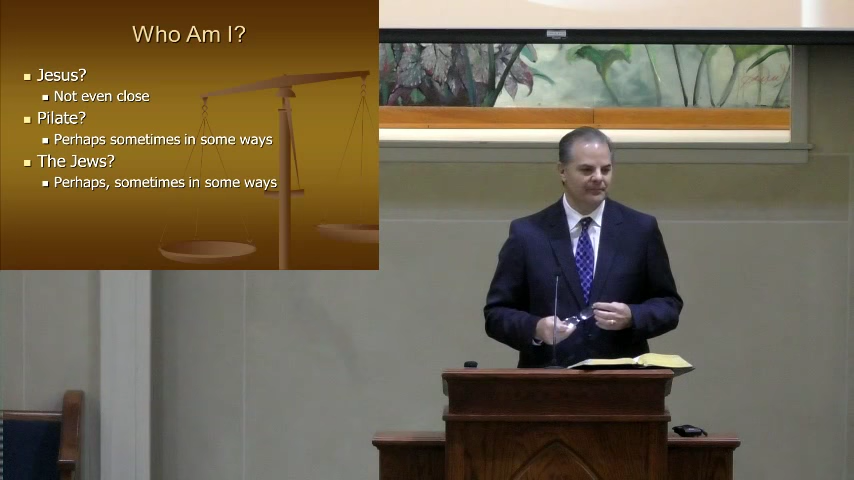 Who Am I?
Jesus?
Not even close
Pilate?
Perhaps sometimes in some ways
The Jews?
Perhaps, sometimes in some ways